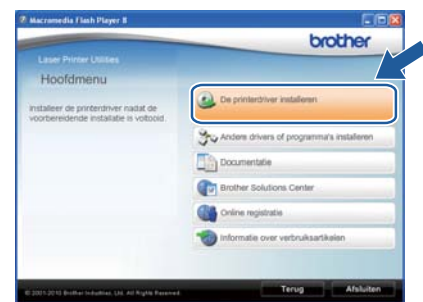 Macromedia Flash Player 8
brother
Laser Printer Utilities
Hoofdmenu
Installeer de printerdriver nadat de
voorbereidende installatie is voltooid.
De printerdriver installeren
Andere drivers of programma's installeren
Documentatie
Brother Solutions Center
Online registratie
Informatie over verbruiksartikelen
© 2001-2010 Brother Industries, Ltd. All Rights Reserved.
Terug
Afsluiten